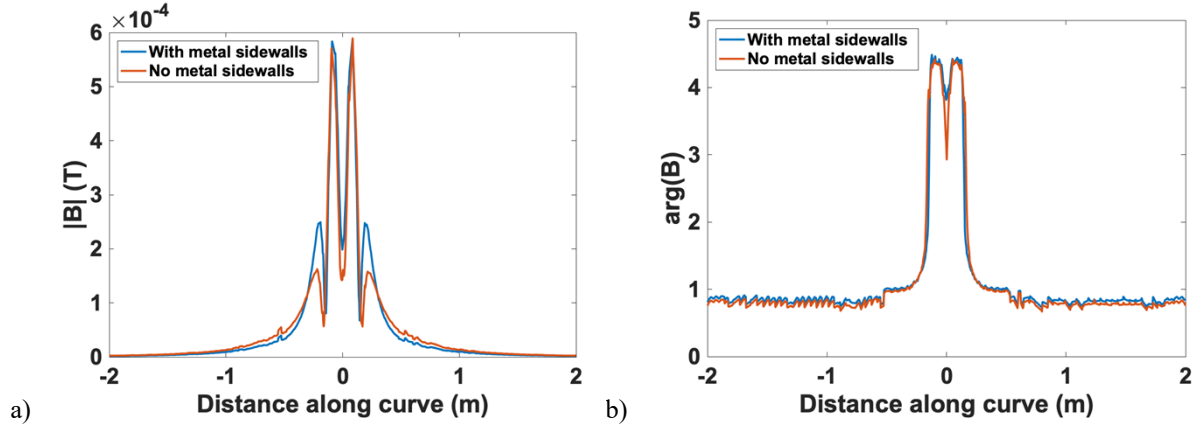 ×10⁻⁴
6
5
4
3
2
1
0
|B| (T)
With metal sidewalls
No metal sidewalls
-2 -1 0 1 2
Distance along curve (m)
a)
5
4
3
2
1
0
arg(B)
With metal sidewalls
No metal sidewalls
-2 -1 0 1 2
Distance along curve (m)
b)